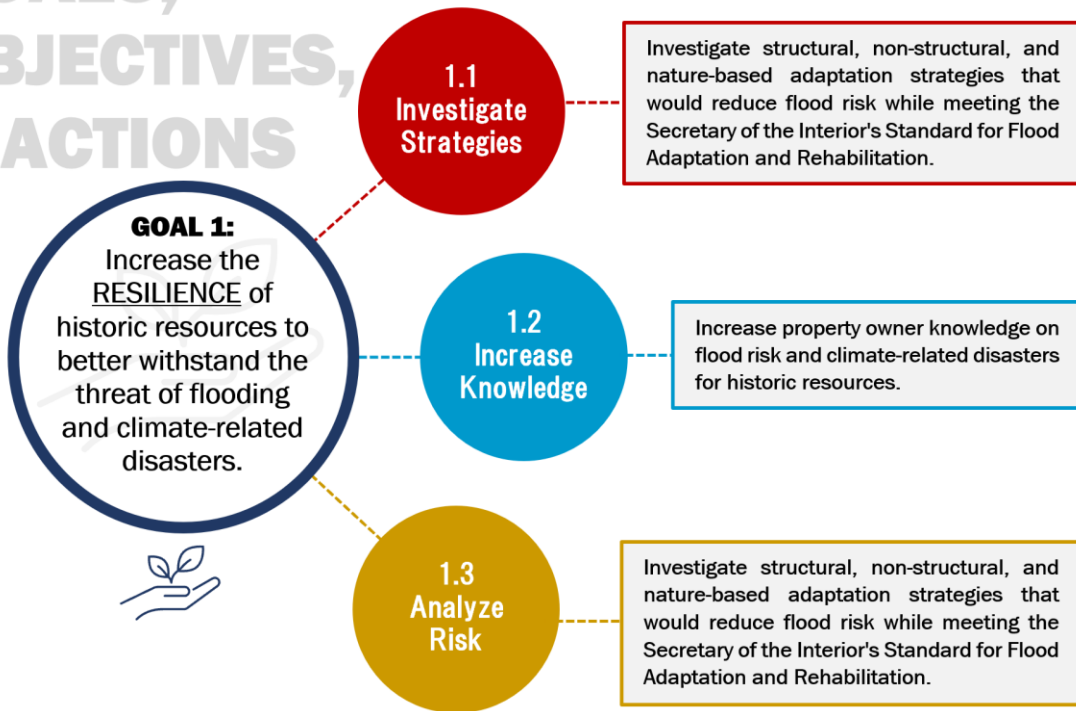 BJECTIVES,
ACTIONS
GOAL 1:
Increase the
RESILIENCE of
historic resources to
better withstand the
threat of flooding
and climate-related
disasters.
1.1
Investigate
Strategies
Investigate structural, non-structural, and
nature-based adaptation strategies that
would reduce flood risk while meeting the
Secretary of the Interior's Standard for Flood
Adaptation and Rehabilitation.
1.2
Increase
Knowledge
Increase property owner knowledge on
flood risk and climate-related disasters
for historic resources.
1.3
Analyze
Risk
Investigate structural, non-structural, and
nature-based adaptation strategies that
would reduce flood risk while meeting the
Secretary of the Interior's Standard for Flood
Adaptation and Rehabilitation.